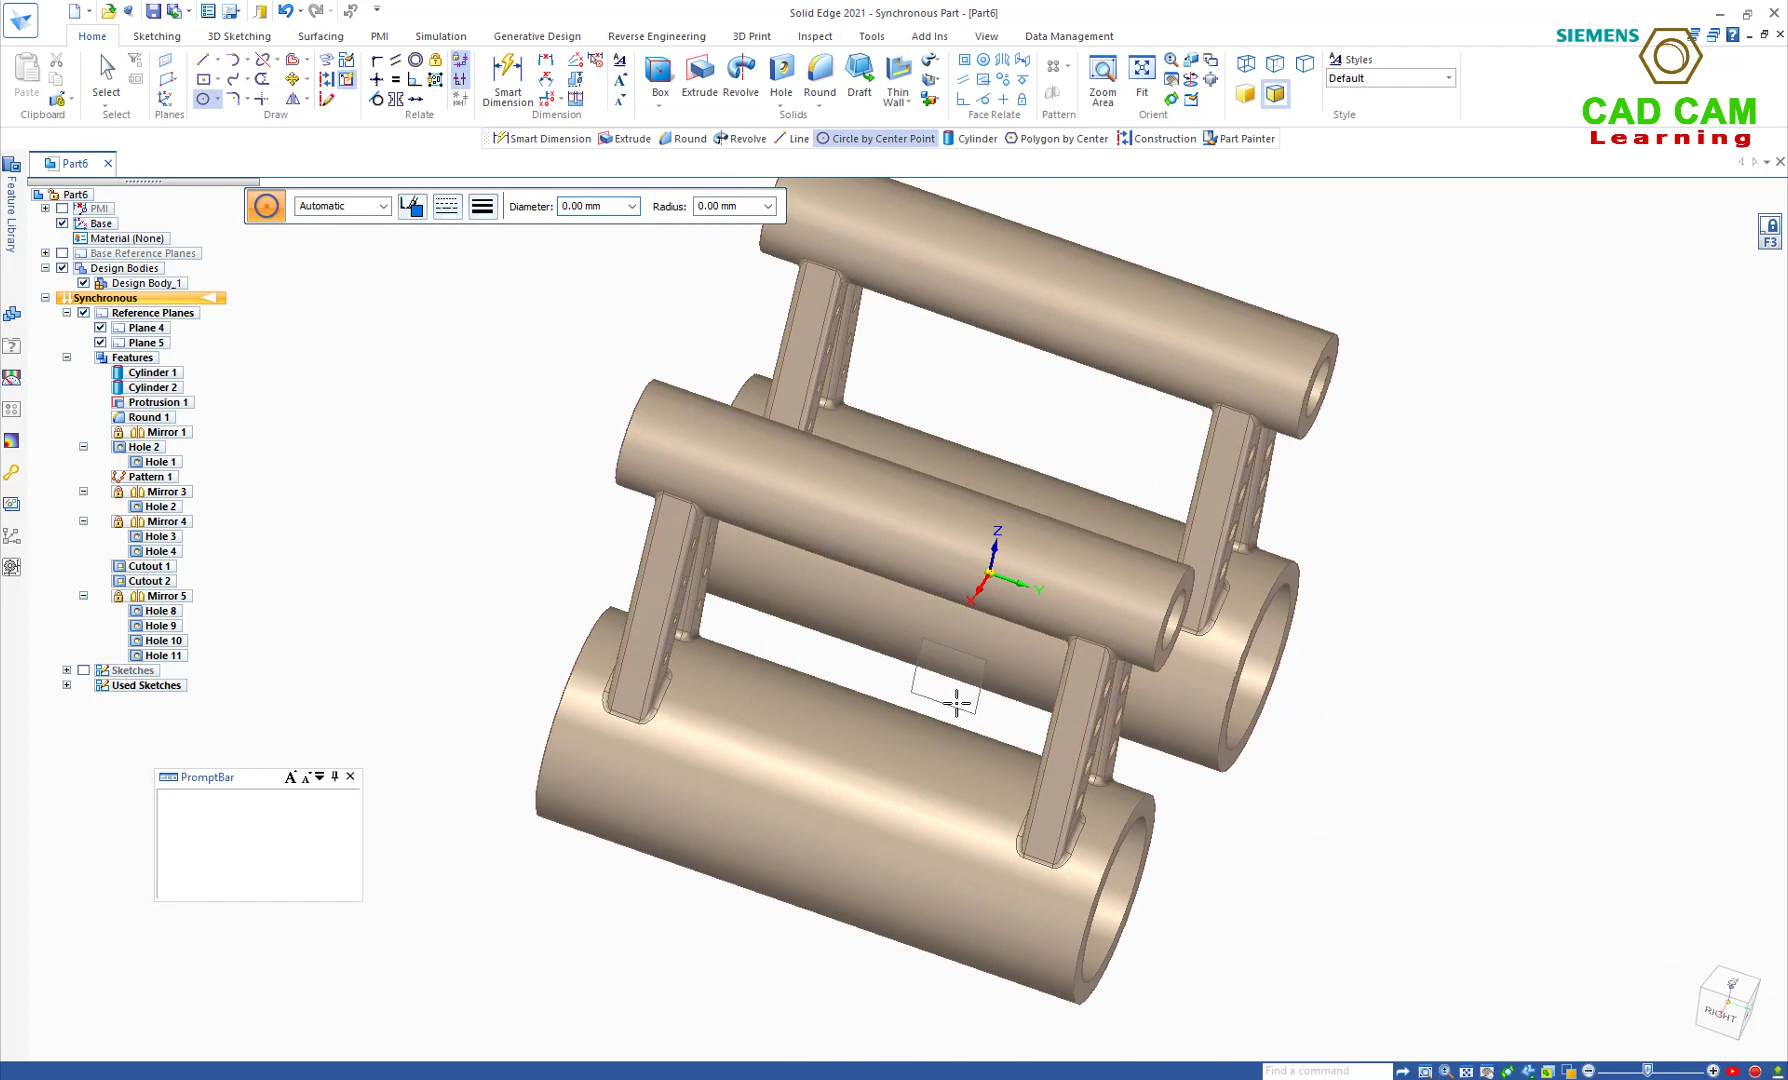 Solid Edge 2021 - Synchronous Part - [Part6]
Home
Sketching
3D Sketching
Surfacing
PMI
Simulation
Generative Design
Reverse Engineering
3D Print
Inspect
Tools
Add Ins
View
Data Management
SIEMENS
CAD CAM
Learning
Paste
Clipboard
Select
Select
Planes
Draw
Relate
Smart
Dimension
Dimension
Box
Extrude
Revolve
Hole
Round
Draft
Thin
Wall
Solids
Face Relate
Pattern
Zoom
Area
Fit
Orient
Styles
Default
Style
Smart Dimension
Extrude
Round
Revolve
Line
Circle by Center Point
Cylinder
Polygon by Center
Construction
Part Painter
Part6
Automatic
Diameter:
0.00 mm
Radius:
0.00 mm
F3
Feature Library
Part6
PMI
Base
Material (None)
Base Reference Planes
Design Bodies
Design Body_1
Synchronous
Reference Planes
Plane 4
Plane 5
Features
Cylinder 1
Cylinder 2
Protrusion 1
Round 1
Mirror 1
Hole 2
Hole 1
Pattern 1
Mirror 3
Hole 2
Mirror 4
Hole 3
Hole 4
Cutout 1
Cutout 2
Mirror 5
Hole 8
Hole 9
Hole 10
Hole 11
Sketches
Used Sketches
Z
Y
X
PromptBar
RIGHT
Find a command